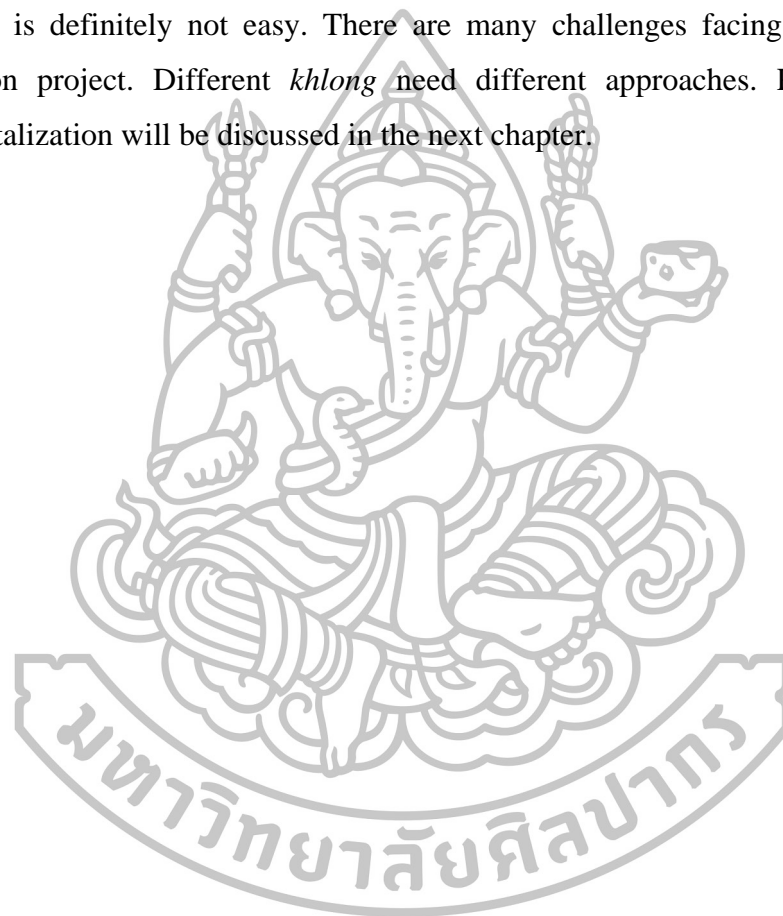 is definitely not easy. There are many challenges facing
on project. Different khlong need different approaches.
talization will be discussed in the next chapter.
มหาวิทยาลัยศิลปากร